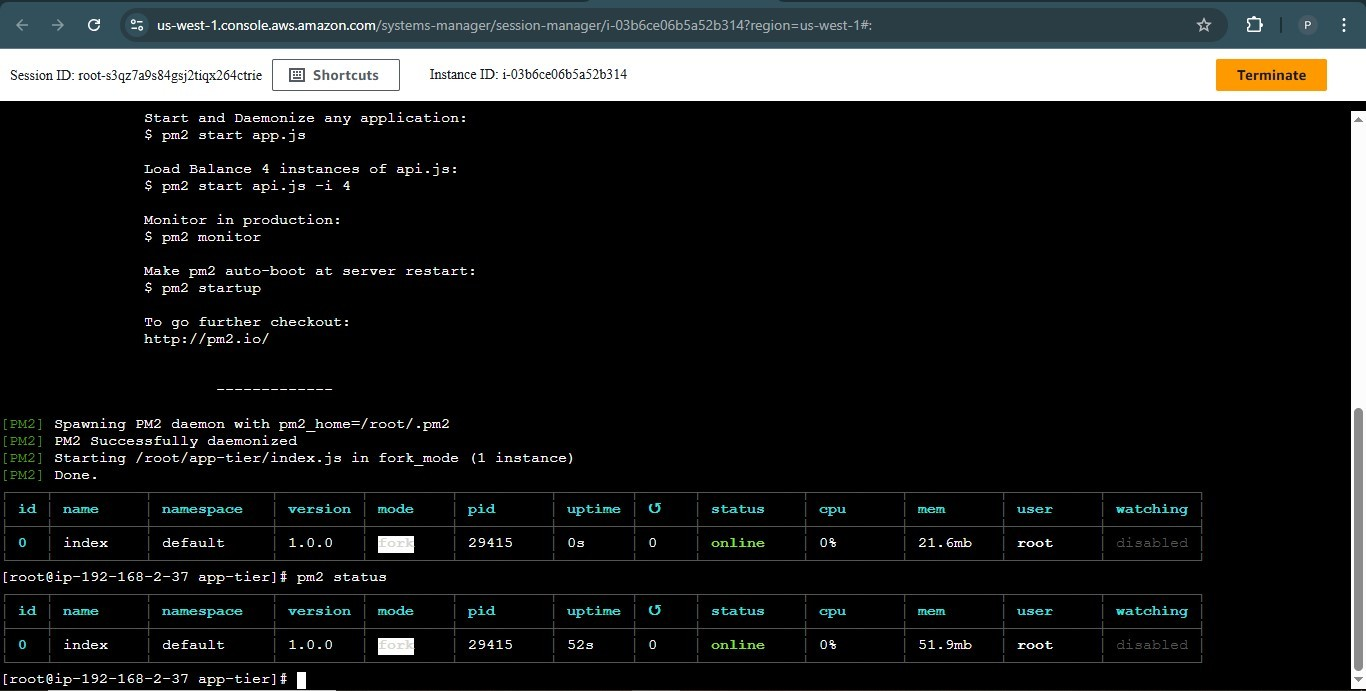 us-west-1.console.aws.amazon.com/systems-manager/session-manager/i-03b6ce06b5a52b314?region=us-west-1#:
P
Session ID: root-s3qz7a9s84gsj2tiqx264ctrie
Shortcuts
Instance ID: i-03b6ce06b5a52b314
Terminate
Start and Daemonize any application:
$ pm2 start app.js
Load Balance 4 instances of api.js:
$ pm2 start api.js -i 4
Monitor in production:
$ pm2 monitor
Make pm2 auto-boot at server restart:
$ pm2 startup
To go further checkout:
http://pm2.io/
-------------
[PM2] Spawning PM2 daemon with pm2_home=/root/.pm2
[PM2] PM2 Successfully daemonized
[PM2] Starting /root/app-tier/index.js in fork_mode (1 instance)
[PM2] Done.
id name namespace version mode pid uptime ↺ status cpu mem user watching
0 index default 1.0.0 fork 29415 0s 0 online 0% 21.6mb root disabled
[root@ip-192-168-2-37 app-tier]# pm2 status
id name namespace version mode pid uptime ↺ status cpu mem user watching
0 index default 1.0.0 fork 29415 52s 0 online 0% 51.9mb root disabled
[root@ip-192-168-2-37 app-tier]#